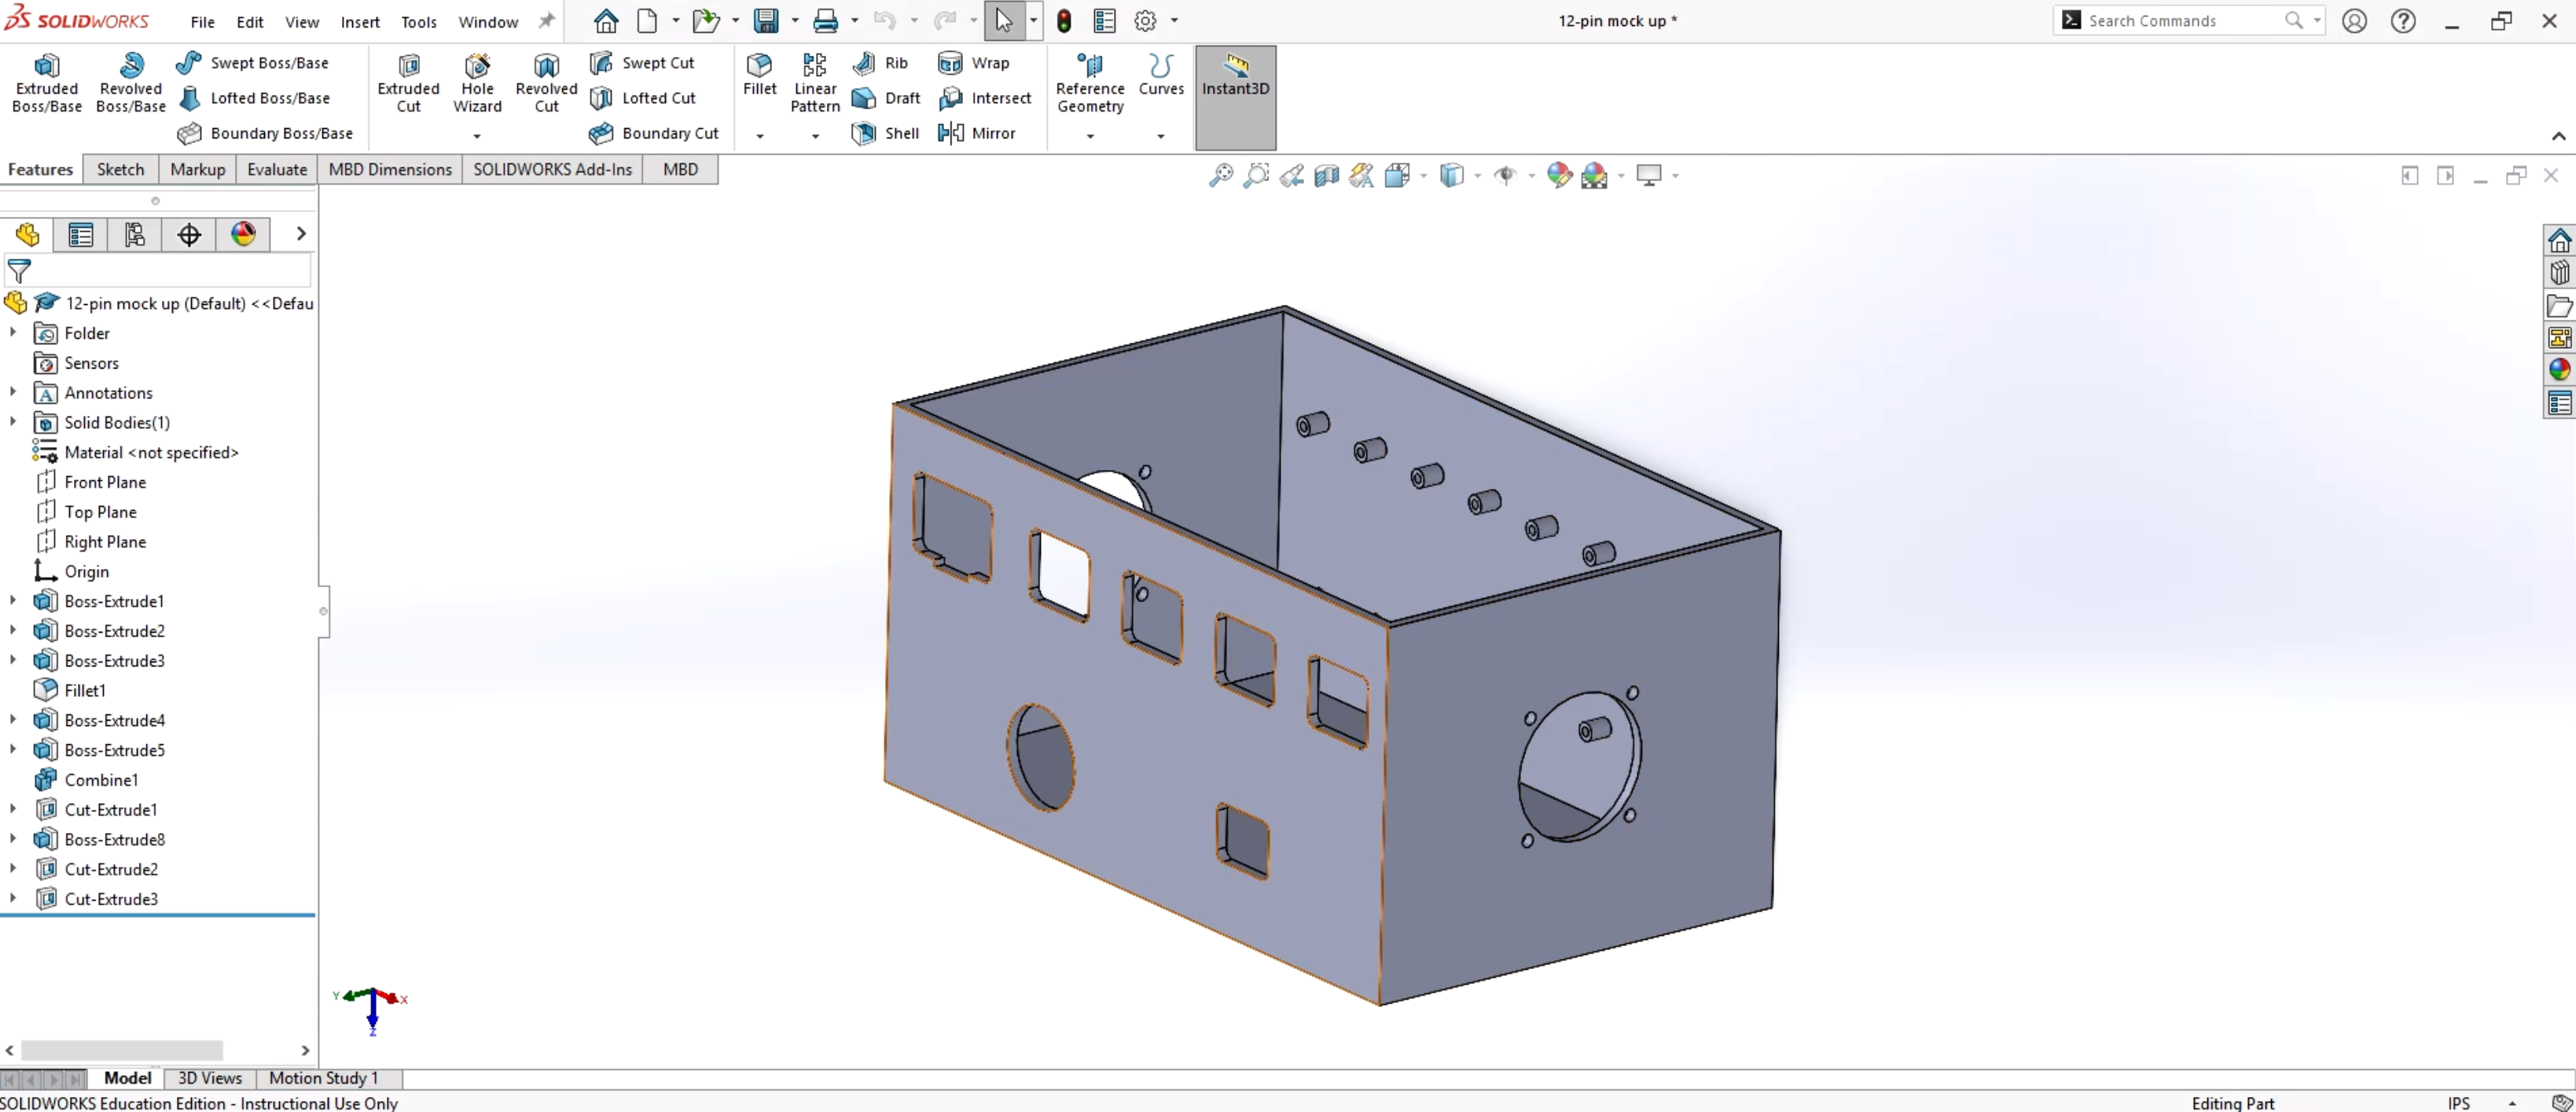 SOLIDWORKS File Edit View Insert Tools Window 12-pin mock up * Search Commands
Extruded Boss/Base
Revolved Boss/Base
Swept Boss/Base
Lofted Boss/Base
Boundary Boss/Base
Extruded Cut
Hole Wizard
Revolved Cut
Swept Cut
Lofted Cut
Boundary Cut
Fillet
Linear Pattern
Rib
Draft
Shell
Wrap
Intersect
Mirror
Reference Geometry
Curves
Instant3D
Features Sketch Markup Evaluate MBD Dimensions SOLIDWORKS Add-Ins MBD
12-pin mock up (Default) <<Defau
Folder
Sensors
Annotations
Solid Bodies(1)
Material <not specified>
Front Plane
Top Plane
Right Plane
Origin
Boss-Extrude1
Boss-Extrude2
Boss-Extrude3
Fillet1
Boss-Extrude4
Boss-Extrude5
Combine1
Cut-Extrude1
Boss-Extrude8
Cut-Extrude2
Cut-Extrude3
Y X
Z
Model 3D Views Motion Study 1
SOLIDWORKS Education Edition - Instructional Use Only Editing Part IPS